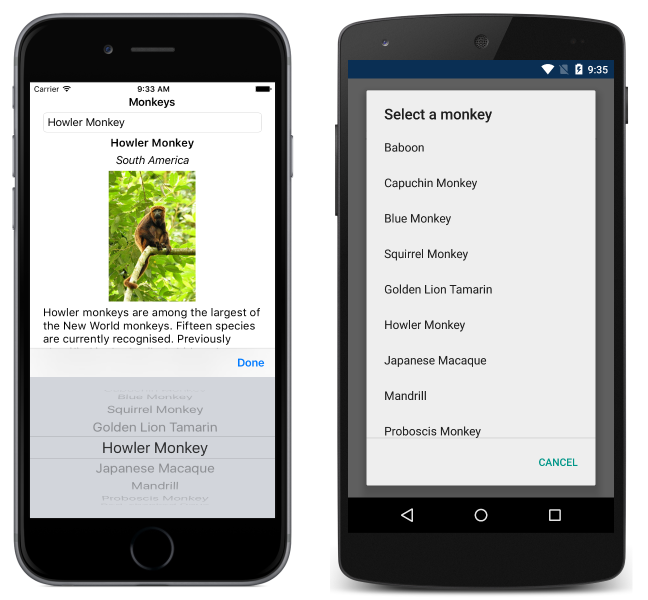 Carrier 9:33 AM
Monkeys
Howler Monkey
Howler Monkey
South America
Howler monkeys are among the largest of
the New World monkeys. Fifteen species
are currently recognised. Previously
Done
Blue Monkey
Squirrel Monkey
Golden Lion Tamarin
Howler Monkey
Japanese Macaque
Mandrill
Proboscis Monkey
9:35
Select a monkey
Baboon
Capuchin Monkey
Blue Monkey
Squirrel Monkey
Golden Lion Tamarin
Howler Monkey
Japanese Macaque
Mandrill
Proboscis Monkey
CANCEL